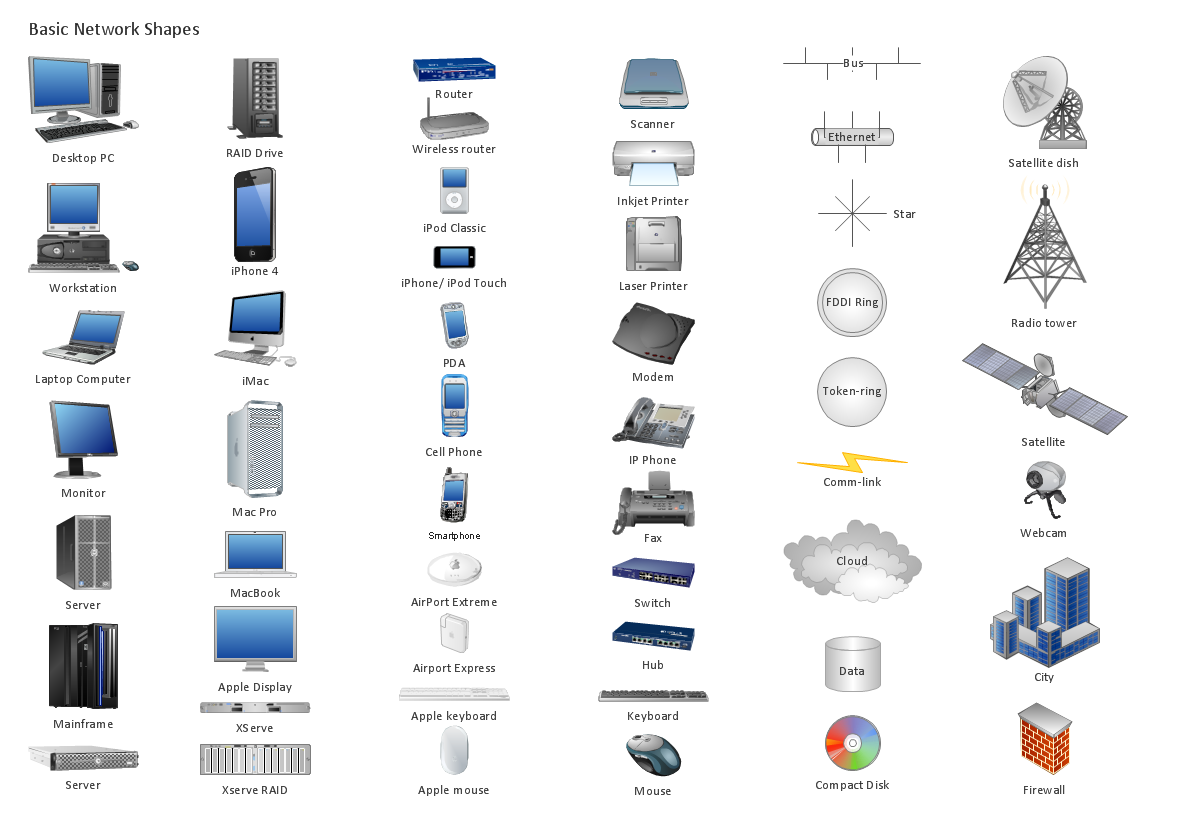 Basic Network Shapes
Desktop PC
Workstation
Laptop Computer
Monitor
Server
Mainframe
Server
RAID Drive
iPhone 4
iMac
Mac Pro
MacBook
Apple Display
XServe
Xserve RAID
Router
Wireless router
iPod Classic
iPhone/ iPod Touch
PDA
Cell Phone
Smartphone
AirPort Extreme
Airport Express
Apple keyboard
Apple mouse
Scanner
Inkjet Printer
Laser Printer
Modem
IP Phone
Fax
Switch
Hub
Keyboard
Mouse
Bus
Ethernet
Star
FDDI Ring
Token-ring
Comm-link
Cloud
Data
Compact Disk
Satellite dish
Radio tower
Satellite
Webcam
City
Firewall